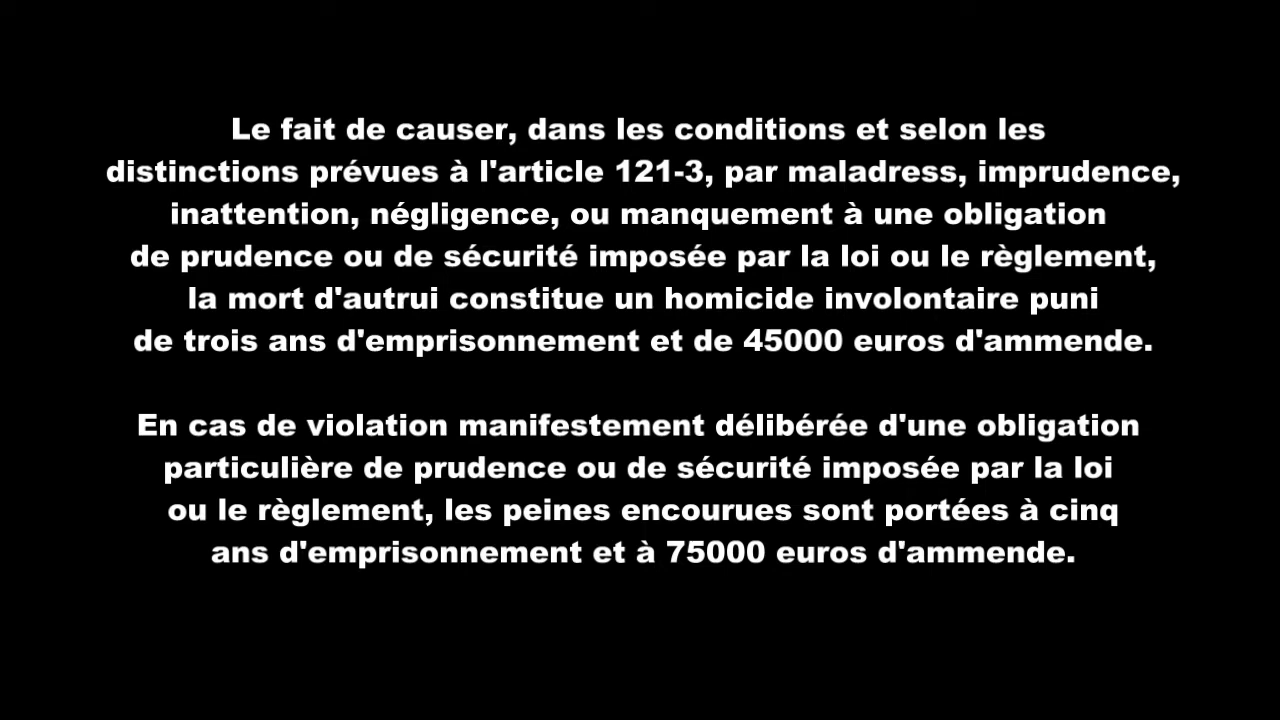 Le fait de causer, dans les conditions et selon les
distinctions prévues à l'article 121-3, par maladress, imprudence,
inattention, négligence, ou manquement à une obligation
de prudence ou de sécurité imposée par la loi ou le règlement,
la mort d'autrui constitue un homicide involontaire puni
de trois ans d'emprisonnement et de 45000 euros d'ammende.
En cas de violation manifestement délibérée d'une obligation
particulière de prudence ou de sécurité imposée par la loi
ou le règlement, les peines encourues sont portées à cinq
ans d'emprisonnement et à 75000 euros d'ammende.